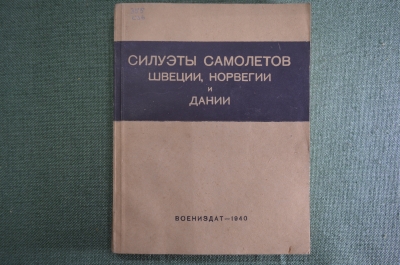 СИЛУЭТЫ САМОЛЕТОВ
ШВЕЦИИ, НОРВЕГИИ
И
ДАНИИ
ВОЕНИЗДАТ—1940